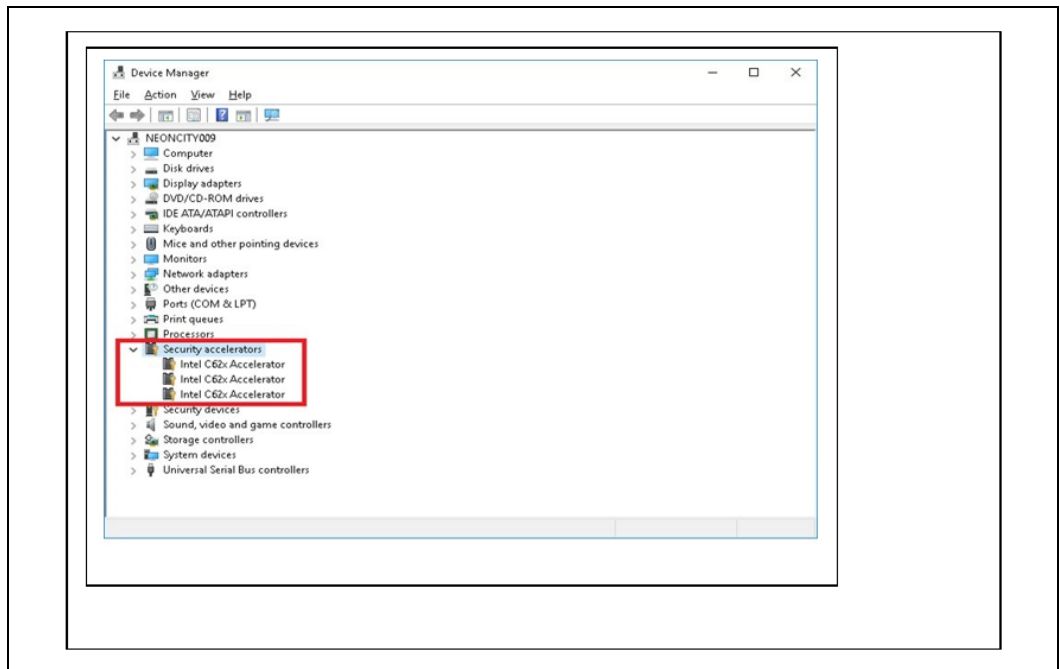 Device Manager
File Action View Help
NEONCITY009
Computer
Disk drives
Display adapters
DVD/CD-ROM drives
IDE ATA/ATAPI controllers
Keyboards
Mice and other pointing devices
Monitors
Network adapters
Other devices
Ports (COM & LPT)
Print queues
Processors
Security accelerators
Intel C62x Accelerator
Intel C62x Accelerator
Intel C62x Accelerator
Security devices
Sound, video and game controllers
Storage controllers
System devices
Universal Serial Bus controllers